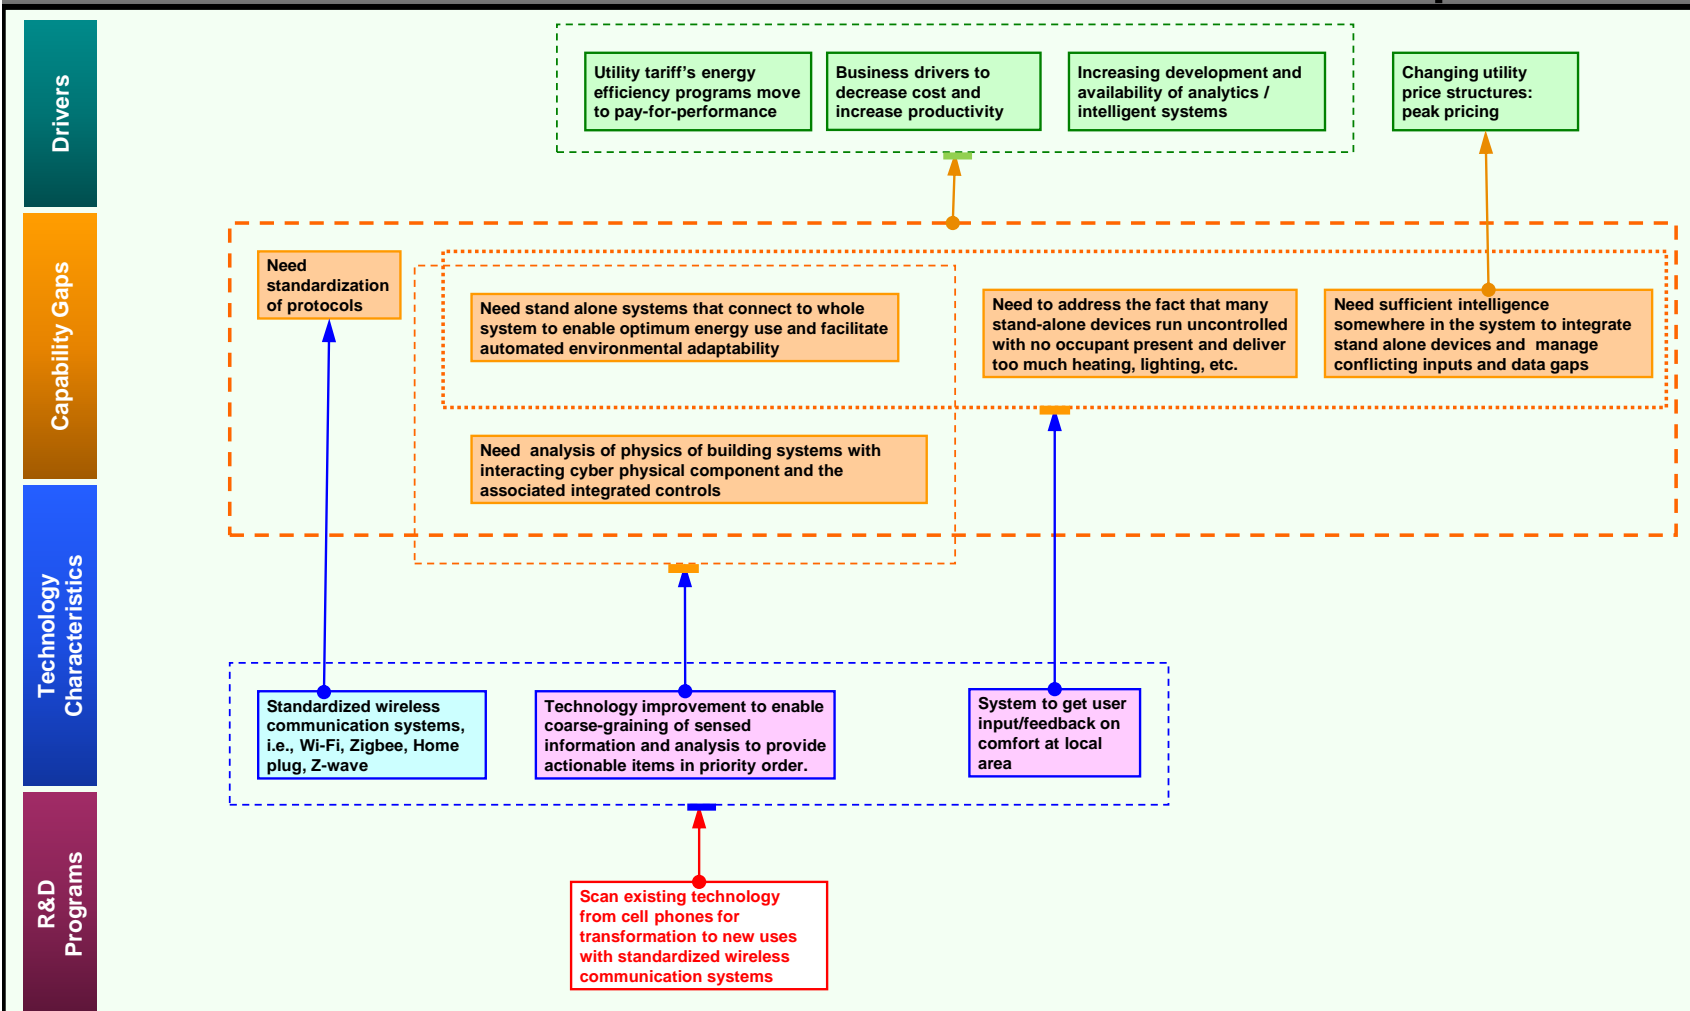 Drivers
Utility tariff's energy
efficiency programs move
to pay-for-performance
Business drivers to
decrease cost and
increase productivity
Increasing development and
availability of analytics /
intelligent systems
Changing utility
price structures:
peak pricing
Capability Gaps
Need
standardization
of protocols
Need stand alone systems that connect to whole
system to enable optimum energy use and facilitate
automated environmental adaptability
Need to address the fact that many
stand-alone devices run uncontrolled
with no occupant present and deliver
too much heating, lighting, etc.
Need sufficient intelligence
somewhere in the system to integrate
stand alone devices and  manage
conflicting inputs and data gaps
Need  analysis of physics of building systems with
interacting cyber physical component and the
associated integrated controls
Technology
Characteristics
Standardized wireless
communication systems,
i.e., Wi-Fi, Zigbee, Home
plug, Z-wave
Technology improvement to enable
coarse-graining of sensed
information and analysis to provide
actionable items in priority order.
System to get user
input/feedback on
comfort at local
area
R&D
Programs
Scan existing technology
from cell phones for
transformation to new uses
with standardized wireless
communication systems